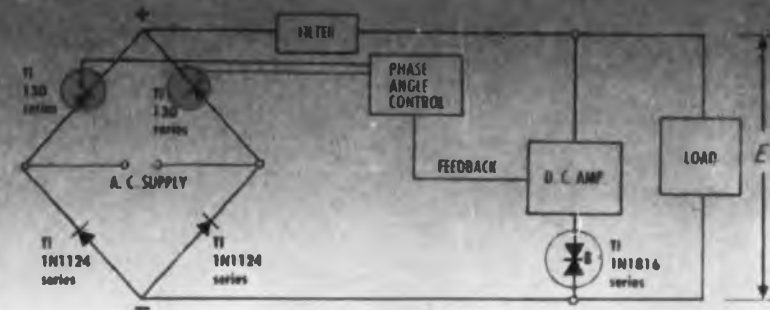 +
FILTER
TI
130
series
TI
130
series
PHASE
ANGLE
CONTROL
A. C. SUPPLY
FEEDBACK
D. C. AMP.
LOAD
E
TI
1N1124
series
TI
1N1124
series
B
TI
1N1816
series
−